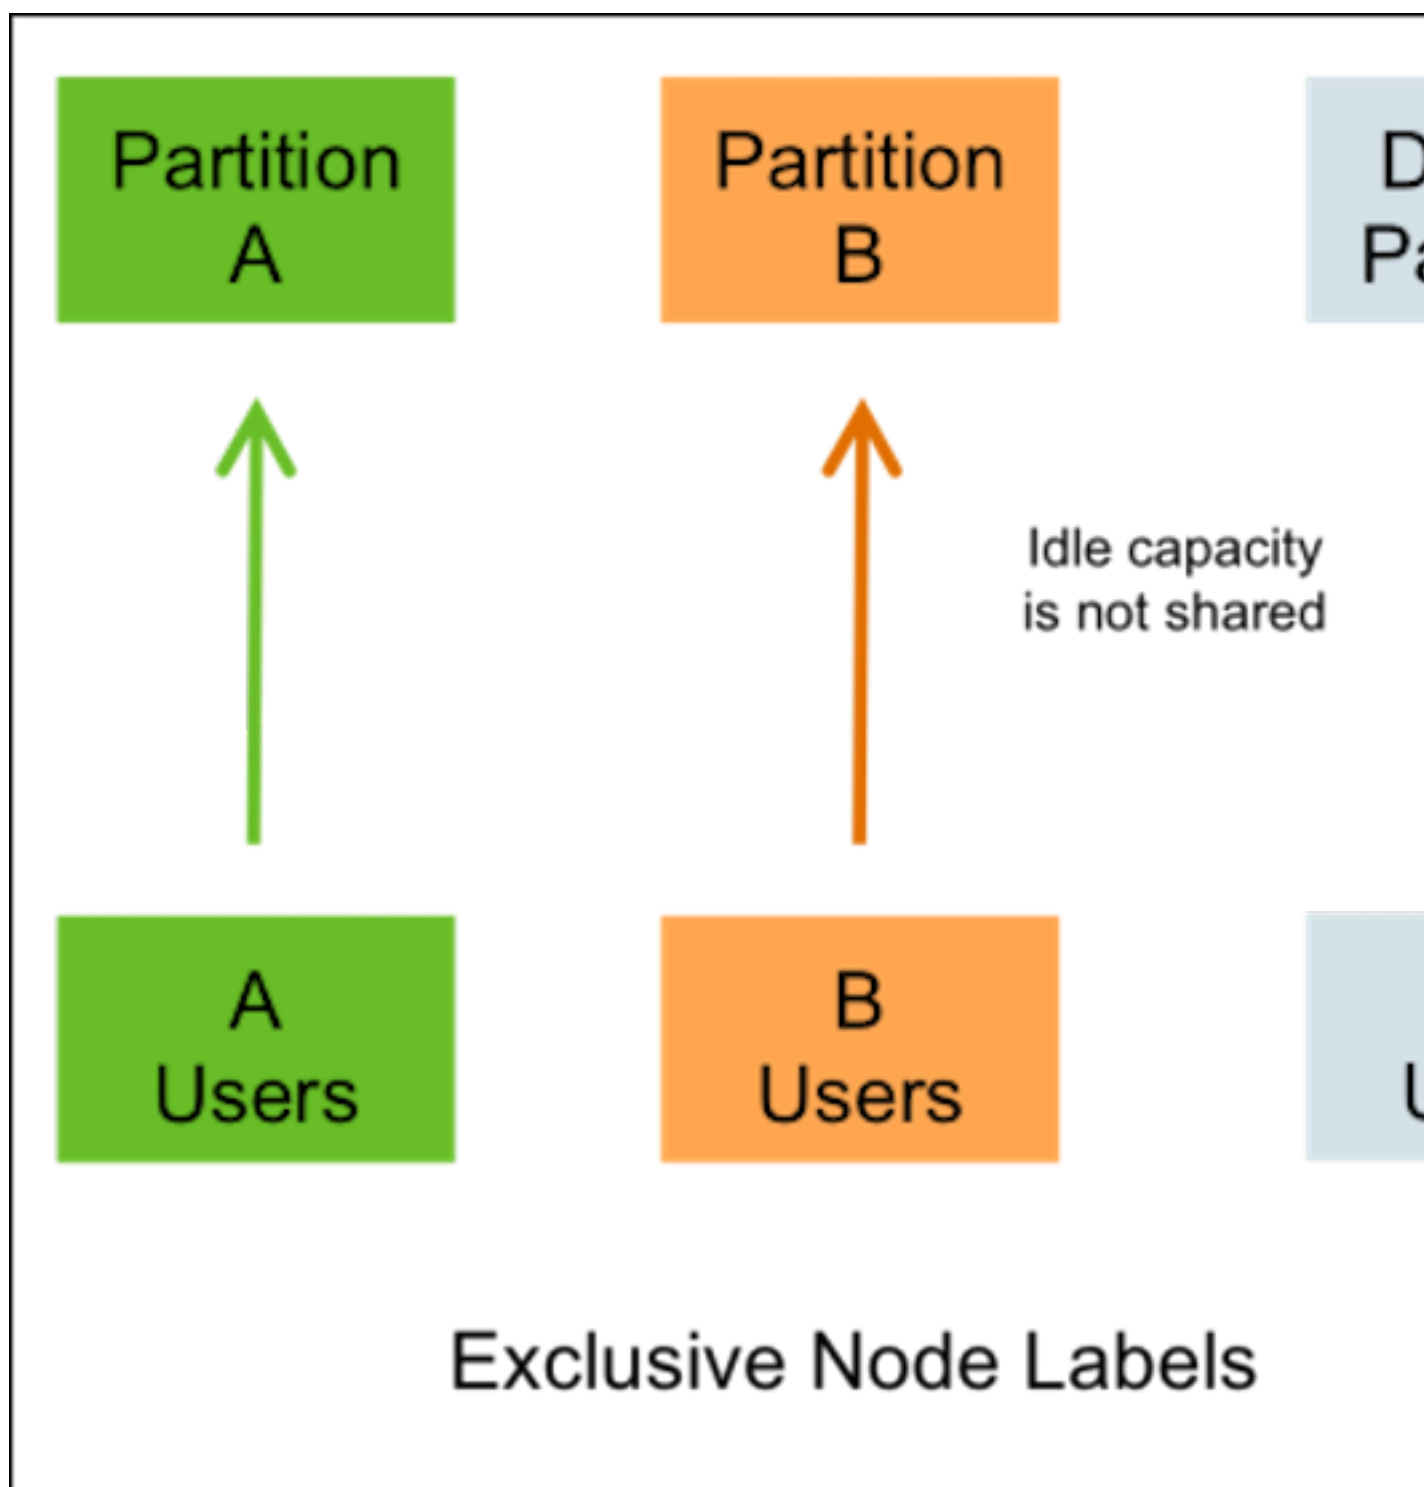 Partition
A
Partition
B
Idle capacity
is not shared
A
Users
B
Users
Exclusive Node Labels